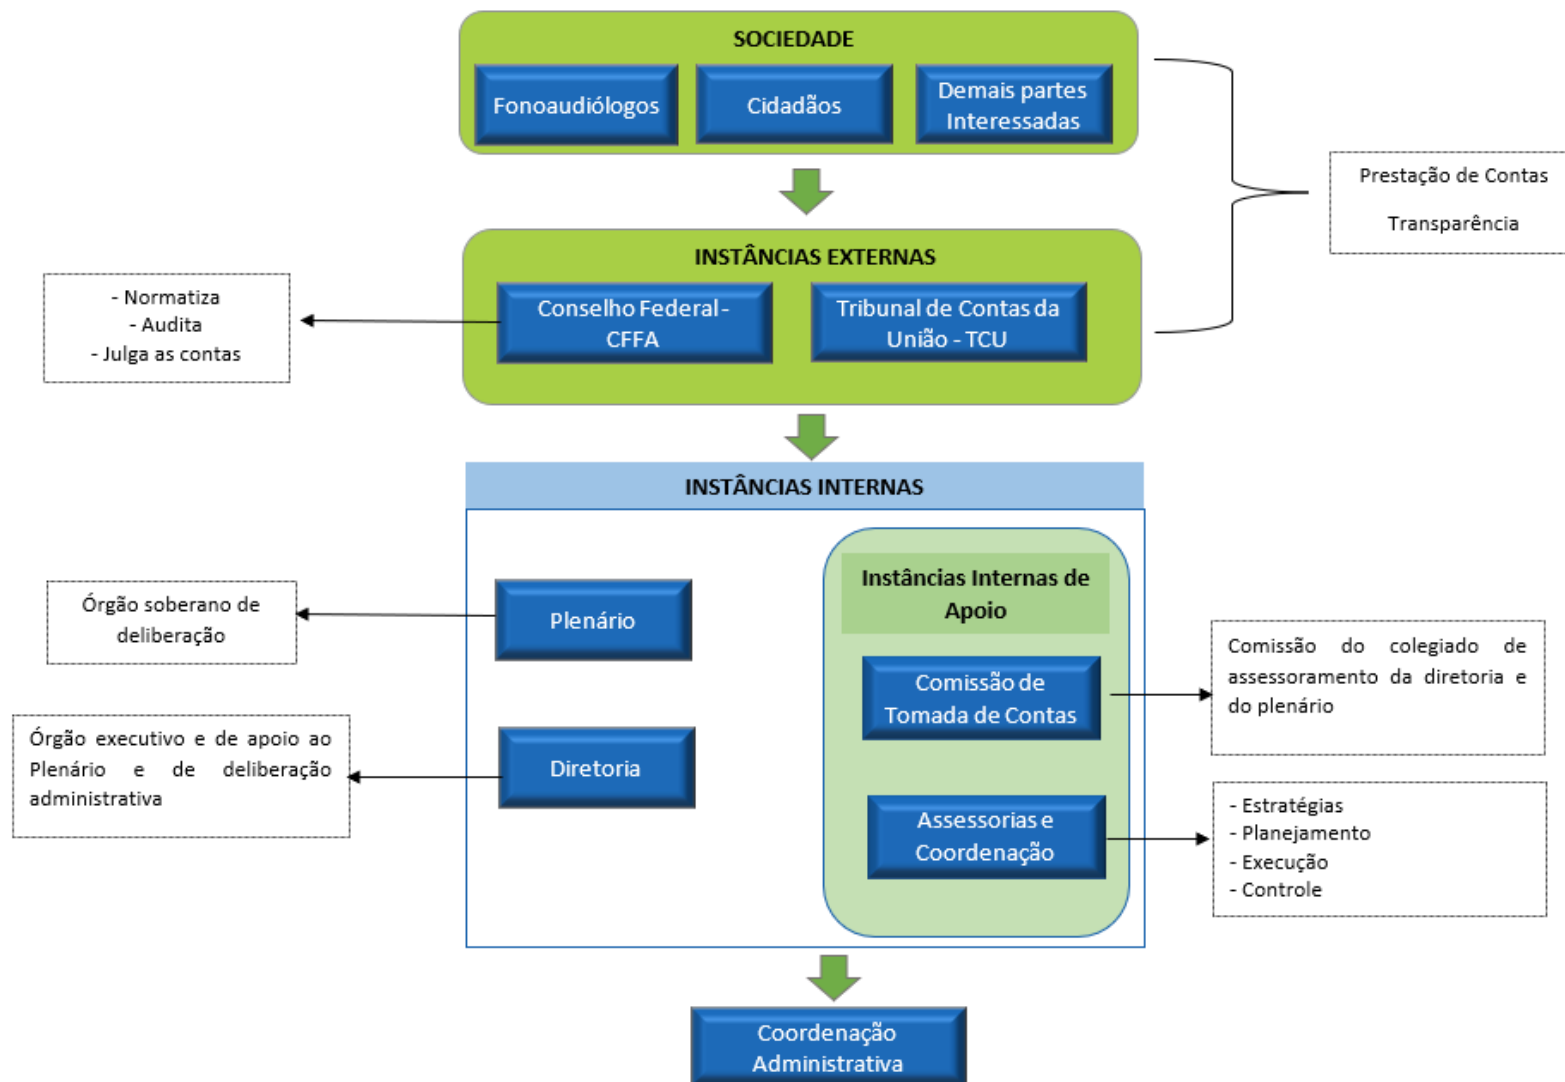 SOCIEDADE
Fonoaudiólogos
Cidadãos
Demais partes
Interessadas
Prestação de Contas
Transparência
INSTÂNCIAS EXTERNAS
Conselho Federal -
CFFA
Tribunal de Contas da
União - TCU
- Normatiza
- Audita
- Julga as contas
INSTÂNCIAS INTERNAS
Plenário
Órgão soberano de
deliberação
Diretoria
Órgão executivo e de apoio ao
Plenário e de deliberação
administrativa
Instâncias Internas de
Apoio
Comissão de
Tomada de Contas
Comissão do colegiado de
assessoramento da diretoria e
do plenário
Assessorias e
Coordenação
- Estratégias
- Planejamento
- Execução
- Controle
Coordenação
Administrativa